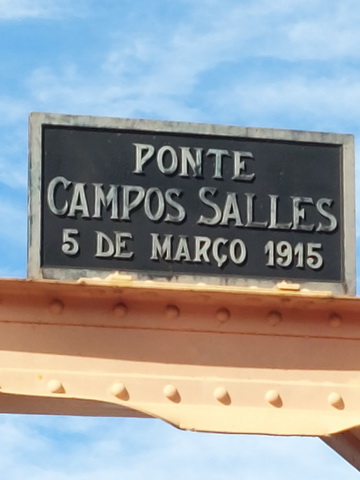 PONTE
CAMPOS SALLES
5 DE MARÇO 1915